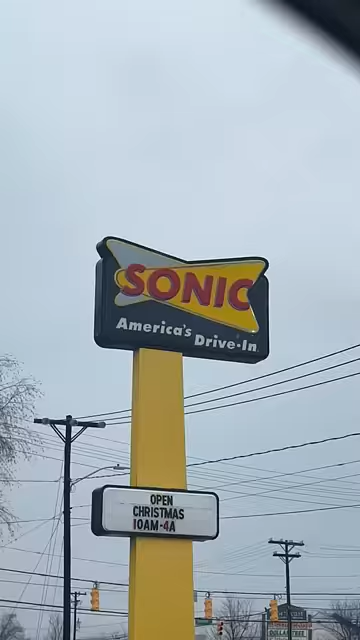 SONIC
America's Drive-In
OPEN
CHRISTMAS
10AM-4A